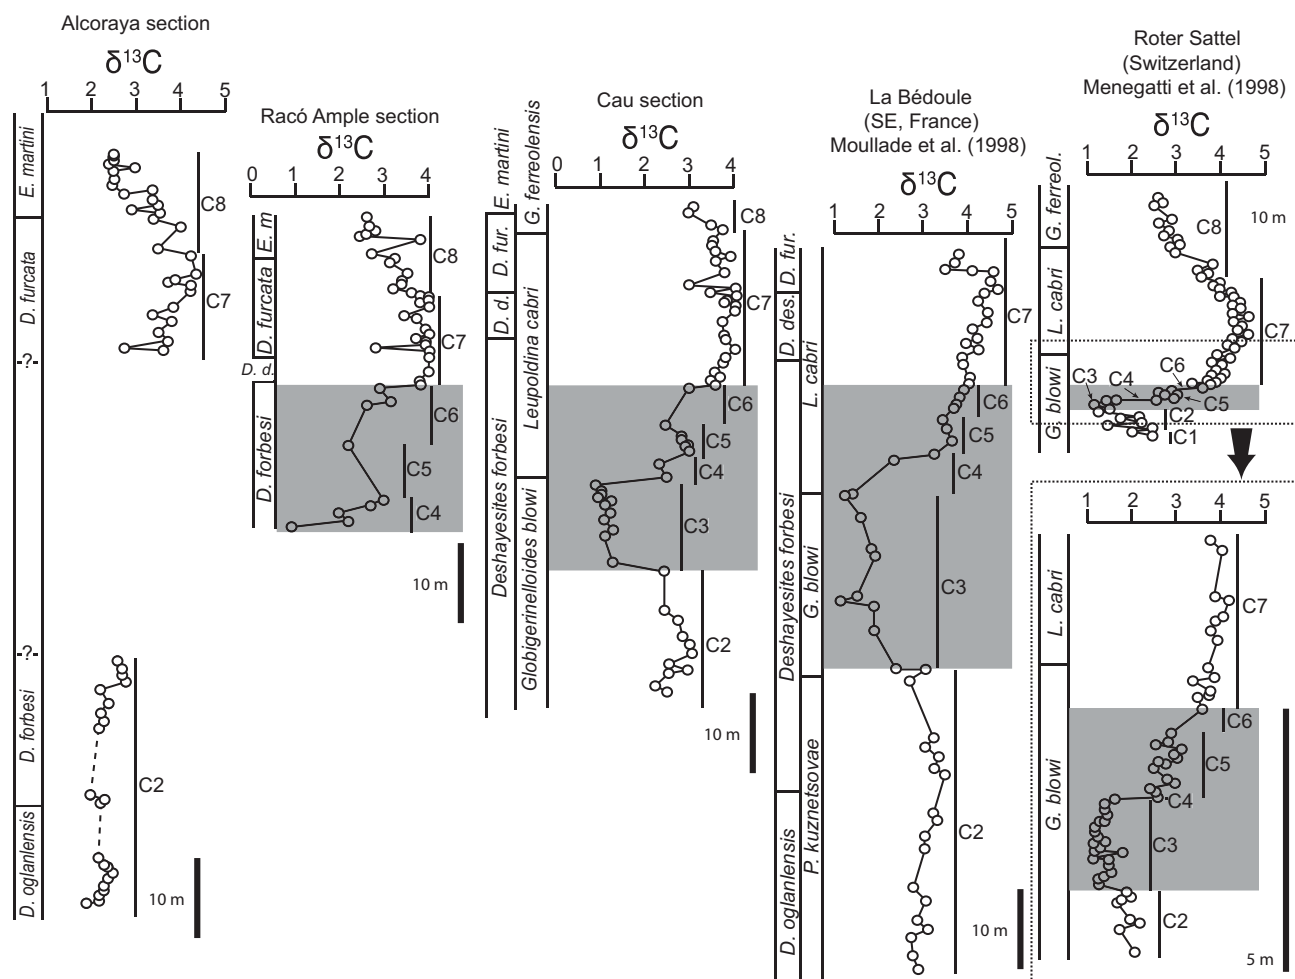 Alcoraya section
δ13C
1 2 3 4 5
E. martini
D. furcata
-?-
-?-
D. forbesi
D. oglanlensis
C8
C7
C2
10 m
Racó Ample section
δ13C
0 1 2 3 4
E. m
D. furcata
D. d.
D. forbesi
C8
C7
C6
C5
C4
10 m
Cau section
δ13C
0 1 2 3 4
E. martini
G. ferreolensis
D. fur.
D. d.
Leupoldina cabri
Deshayesites forbesi
Globigerinelloides blowi
C8
C7
C6
C5
C4
C3
C2
10 m
La Bédoule
(SE, France)
Moullade et al. (1998)
δ13C
1 2 3 4 5
D. fur.
D. des.
L. cabri
Deshayesites forbesi
G. blowi
D. oglanlensis
P. kuznetsovae
C7
C6
C5
C4
C3
C2
10 m
Roter Sattel
(Switzerland)
Menegatti et al. (1998)
δ13C
1 2 3 4 5
G. ferreol.
L. cabri
G. blowi
10 m
C8
C7
C6
C3 C4
C5
C2
C1
1 2 3 4 5
L. cabri
G. blowi
C7
C6
C5
C4
C3
C2
5 m